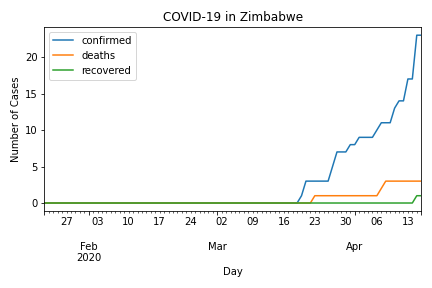 COVID-19 in Zimbabwe
confirmed
deaths
recovered
Number of Cases
20
15
10
5
0
27 03 10 17 24 02 09 16 23 30 06 13
Feb Mar Apr
2020
Day